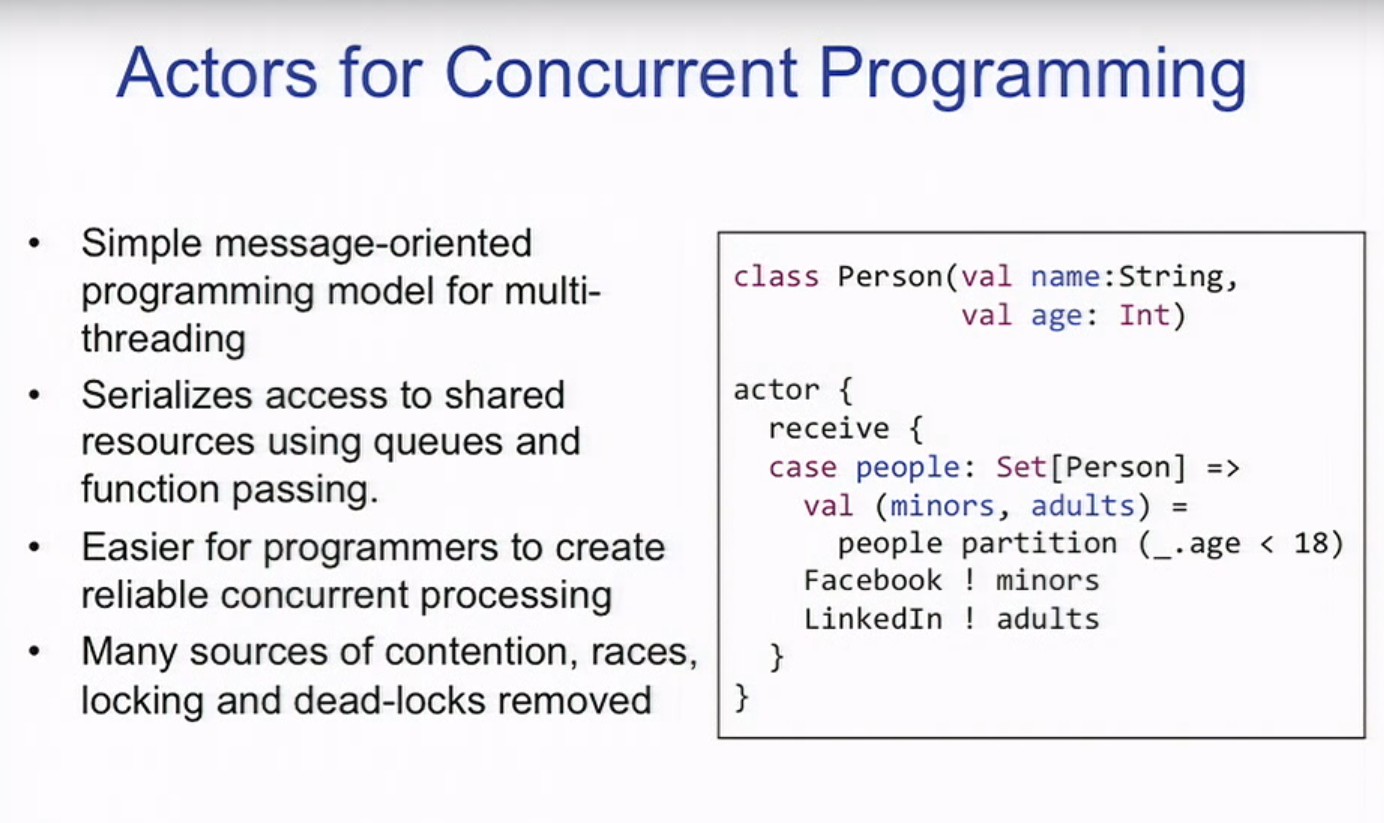 Actors for Concurrent Programming
• Simple message-oriented
programming model for multi-
threading
• Serializes access to shared
resources using queues and
function passing.
• Easier for programmers to create
reliable concurrent processing
• Many sources of contention, races,
locking and dead-locks removed
class Person(val name:String,
val age: Int)
actor {
receive {
case people: Set[Person] =>
val (minors, adults) =
people partition (_.age < 18)
Facebook ! minors
LinkedIn ! adults
}
}